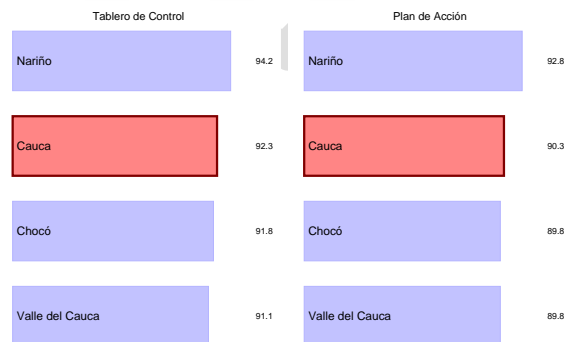 Tablero de Control
Nariño 94.2
Cauca 92.3
Chocó 91.8
Valle del Cauca 91.1
Plan de Acción
Nariño 92.8
Cauca 90.3
Chocó 89.8
Valle del Cauca 89.8